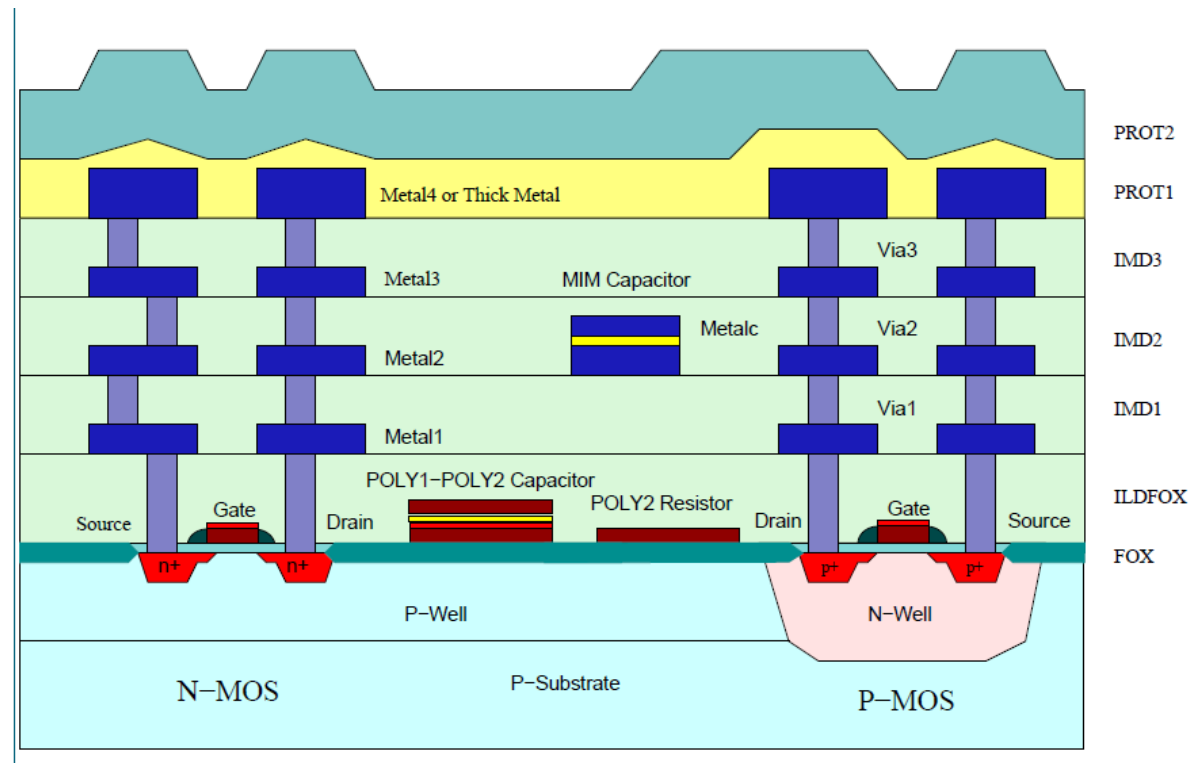 PROT2
Metal4 or Thick Metal
PROT1
Via3
IMD3
Metal3
MIM Capacitor
Metalc
Via2
IMD2
Metal2
Via1
IMD1
Metal1
POLY1−POLY2 Capacitor
POLY2 Resistor
ILDFOX
Source
Gate
Drain
Drain
Gate
Source
FOX
n+
n+
p+
p+
P−Well
N−Well
P−Substrate
N−MOS
P−MOS